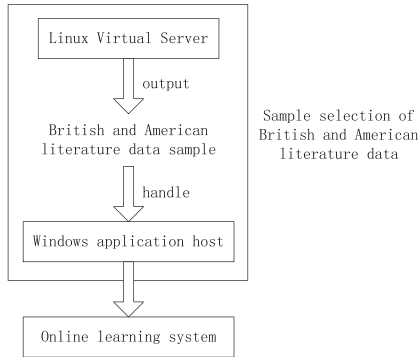 Linux Virtual Server
output
British and American
literature data sample
handle
Windows application host
Online learning system
Sample selection of
British and American
literature data